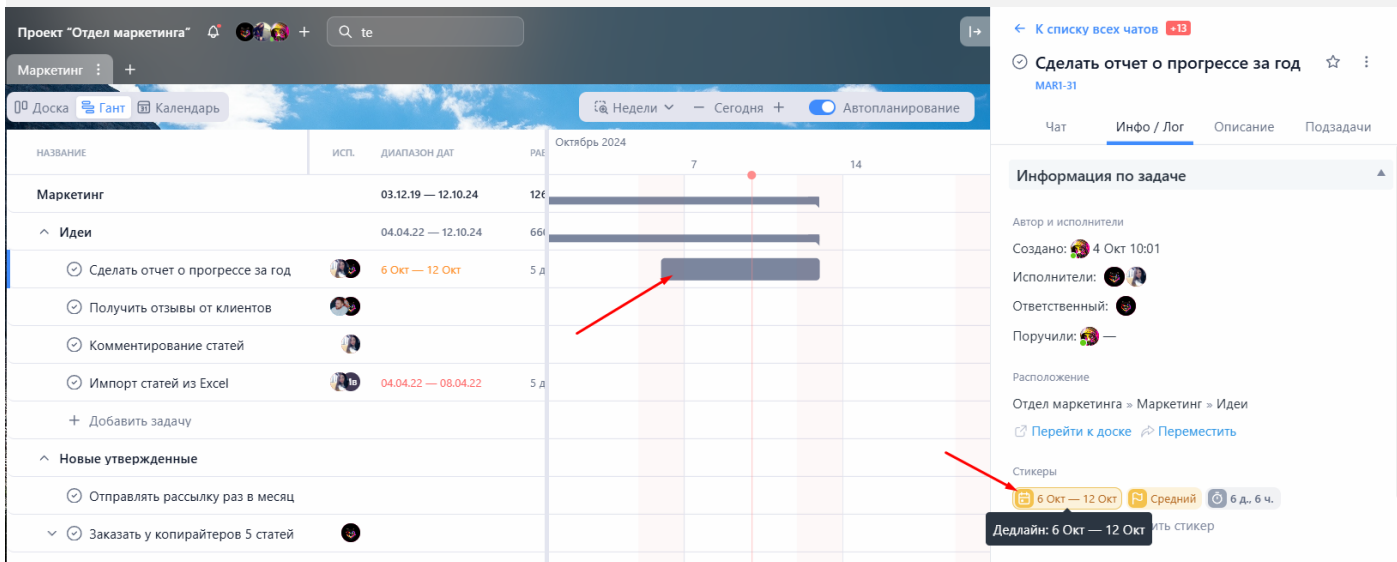 Проект "Отдел маркетинга" + te
Маркетинг +
Доска Гант Календарь Недели — Сегодня + Автопланирование
НАЗВАНИЕ ИСП. ДИАПАЗОН ДАТ РАБ
Октябрь 2024
7 14
Маркетинг 03.12.19 — 12.10.24 126
Идеи 04.04.22 — 12.10.24 66
Сделать отчет о прогрессе за год 6 Окт — 12 Окт 5 д
Получить отзывы от клиентов
Комментирование статей
Импорт статей из Excel 1в 04.04.22 — 08.04.22 5 д
+ Добавить задачу
Новые утвержденные
Отправлять рассылку раз в месяц
Заказать у копирайтеров 5 статей
К списку всех чатов +13
Сделать отчет о прогрессе за год
MAR1-31
Чат Инфо / Лог Описание Подзадачи
Информация по задаче
Автор и исполнители
Создано: 4 Окт 10:01
Исполнители:
Ответственный:
Поручили: —
Расположение
Отдел маркетинга » Маркетинг » Идеи
Перейти к доске Переместить
Стикеры
6 Окт — 12 Окт Средний 6 д., 6 ч.
Дедлайн: 6 Окт — 12 Окт
ить стикер